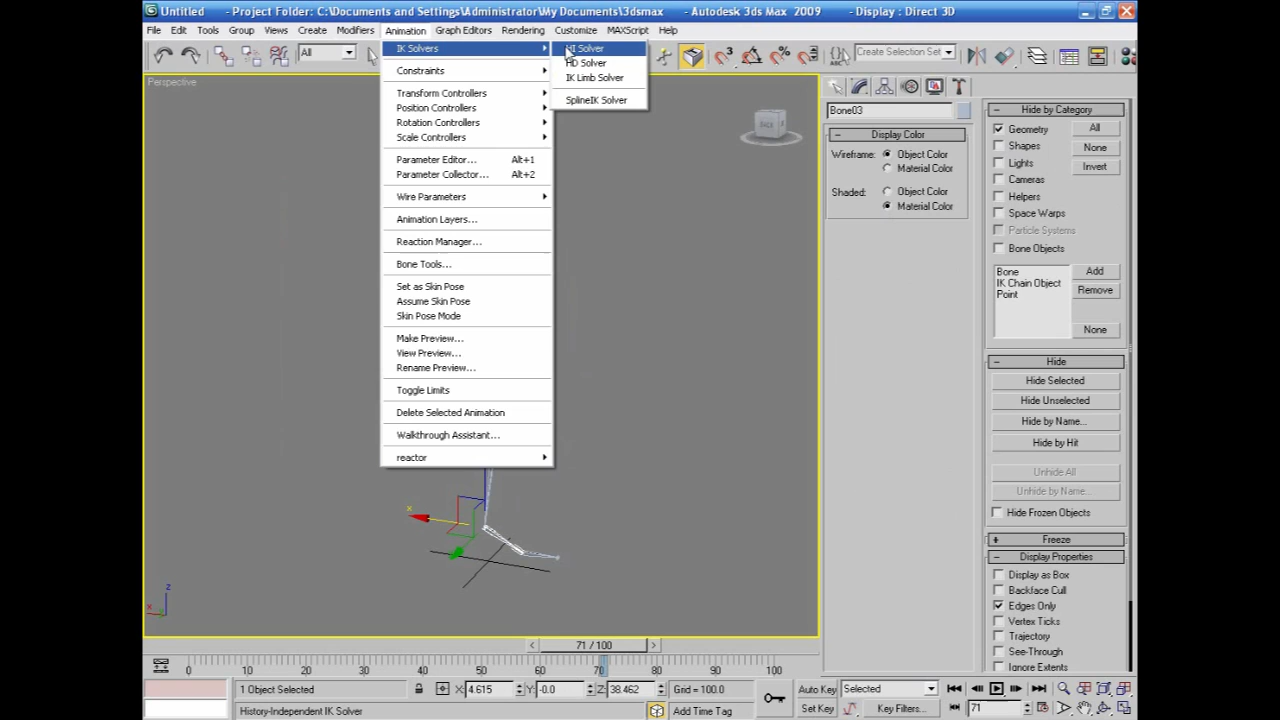 Untitled - Project Folder: C:\Documents and Settings\Administrator\My Documents\3dsmax - Autodesk 3ds Max 2009 - Display : Direct 3D
File Edit Tools Group Views Create Modifiers Animation Graph Editors Rendering Customize MAXScript Help
All
Create Selection Set
Perspective
IK Solvers
Constraints
Transform Controllers
Position Controllers
Rotation Controllers
Scale Controllers
Parameter Editor... Alt+1
Parameter Collector... Alt+2
Wire Parameters
Animation Layers...
Reaction Manager...
Bone Tools...
Set as Skin Pose
Assume Skin Pose
Skin Pose Mode
Make Preview...
View Preview...
Rename Preview...
Toggle Limits
Delete Selected Animation
Walkthrough Assistant...
reactor
HI Solver
HD Solver
IK Limb Solver
SplineIK Solver
BACK
x
z
x
Bone03
Display Color
Wireframe: Object Color
Material Color
Shaded: Object Color
Material Color
Hide by Category
Geometry All
Shapes None
Lights Invert
Cameras
Helpers
Space Warps
Particle Systems
Bone Objects
Bone Add
IK Chain Object Remove
Point
None
Hide
Hide Selected
Hide Unselected
Hide by Name...
Hide by Hit
Unhide All
Unhide by Name...
Hide Frozen Objects
Freeze
Display Properties
Display as Box
Backface Cull
Edges Only
Vertex Ticks
Trajectory
See-Through
Ignore Extents
71 / 100
0 10 20 30 40 50 60 70 80 90 100
1 Object Selected X: 4.615 Y: -0.0 Z: 38.462 Grid = 100.0 Auto Key Selected
History-Independent IK Solver Add Time Tag Set Key Key Filters... 71